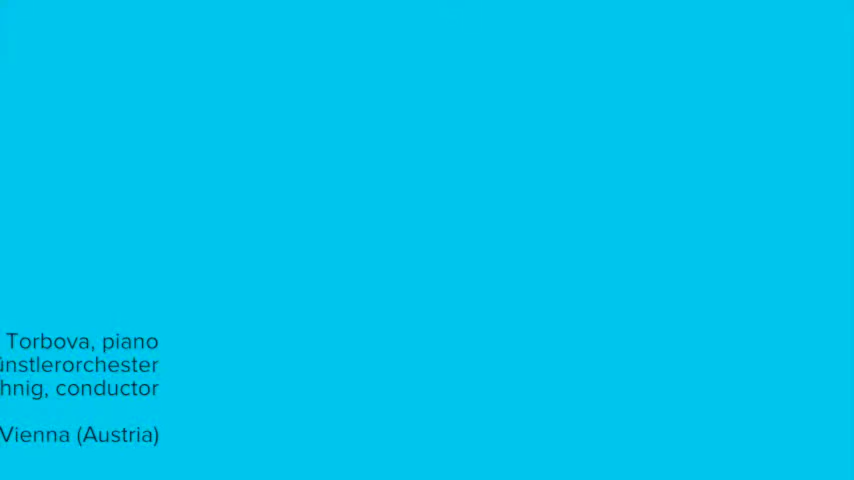 Torbova, piano
ünstlerorchester
hnig, conductor
Vienna (Austria)